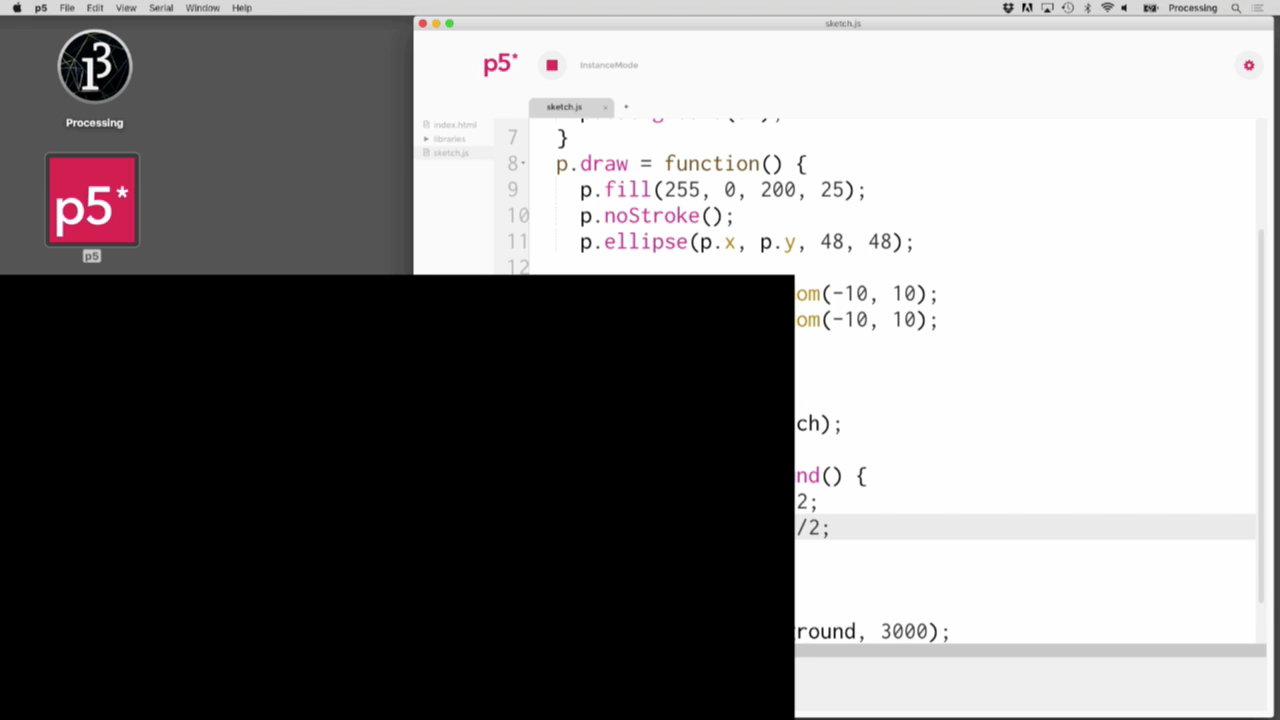 p5 File Edit View Serial Window Help
Processing
sketch.js
Processing
p5*
p5
p5*
InstanceMode
sketch.js
index.html
libraries
sketch.js
7 }
8 p.draw = function() {
9 p.fill(255, 0, 200, 25);
10 p.noStroke();
11 p.ellipse(p.x, p.y, 48, 48);
12
om(-10, 10);
om(-10, 10);
ch);
nd() {
2;
/2;
round, 3000);